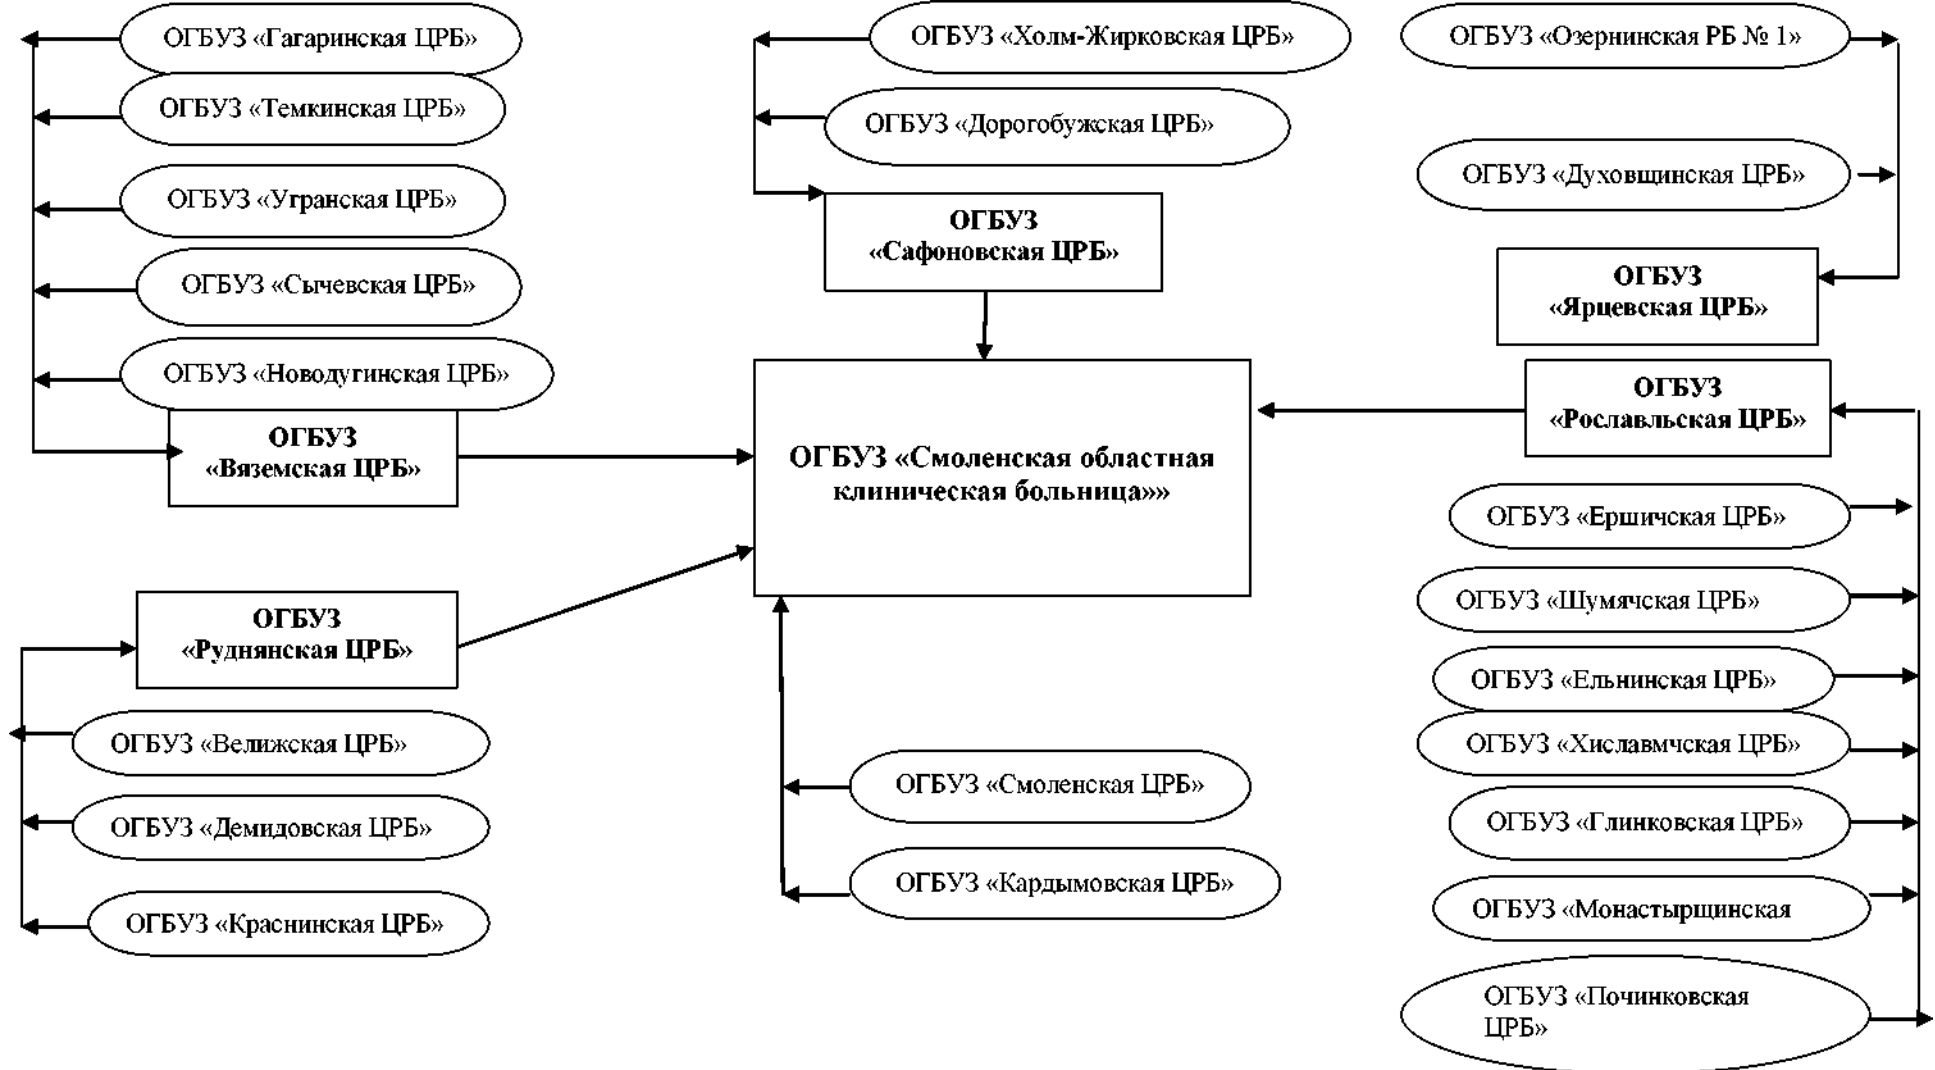 ОГБУЗ «Гагаринская ЦРБ»
ОГБУЗ «Темкинская ЦРБ»
ОГБУЗ «Угранская ЦРБ»
ОГБУЗ «Сычевская ЦРБ»
ОГБУЗ «Новодугинская ЦРБ»
ОГБУЗ
«Вяземская ЦРБ»
ОГБУЗ
«Руднянская ЦРБ»
ОГБУЗ «Велижская ЦРБ»
ОГБУЗ «Демидовская ЦРБ»
ОГБУЗ «Краснинская ЦРБ»
ОГБУЗ «Холм-Жирковская ЦРБ»
ОГБУЗ «Дорогобужская ЦРБ»
ОГБУЗ
«Сафоновская ЦРБ»
ОГБУЗ «Смоленская областная
клиническая больница»»
ОГБУЗ «Смоленская ЦРБ»
ОГБУЗ «Кардымовская ЦРБ»
ОГБУЗ «Озернинская РБ № 1»
ОГБУЗ «Духовщинская ЦРБ»
ОГБУЗ
«Ярцевская ЦРБ»
ОГБУЗ
«Рославльская ЦРБ»
ОГБУЗ «Ершичская ЦРБ»
ОГБУЗ «Шумячская ЦРБ»
ОГБУЗ «Ельнинская ЦРБ»
ОГБУЗ «Хиславмчская ЦРБ»
ОГБУЗ «Глинковская ЦРБ»
ОГБУЗ «Монастырщинская
ОГБУЗ «Починковская
ЦРБ»